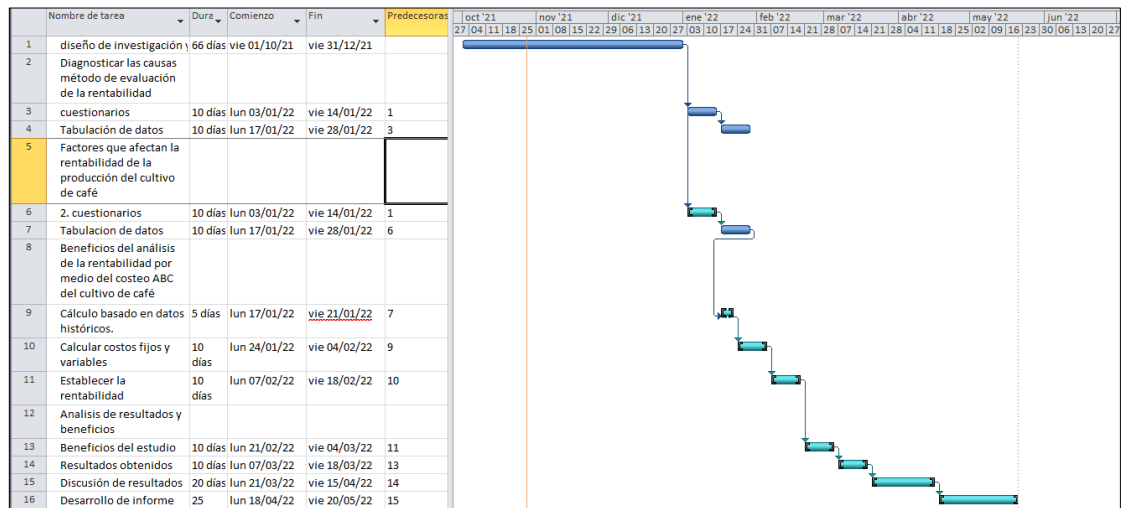 Nombre de tarea Dura Comienzo Fin Predecesoras
oct '21 nov '21 dic '21 ene '22 feb '22 mar '22 abr '22 may '22 jun '22
27 04 11 18 25 01 08 15 22 29 06 13 20 27 03 10 17 24 31 07 14 21 28 07 14 21 28 04 11 18 25 02 09 16 23 30 06 13 20 27
1 diseño de investigación y 66 días vie 01/10/21 vie 31/12/21
2 Diagnosticar las causas
método de evaluación
de la rentabilidad
3 cuestionarios 10 días lun 03/01/22 vie 14/01/22 1
4 Tabulación de datos 10 días lun 17/01/22 vie 28/01/22 3
5 Factores que afectan la
rentabilidad de la
producción del cultivo
de café
6 2. cuestionarios 10 días lun 03/01/22 vie 14/01/22 1
7 Tabulacion de datos 10 días lun 17/01/22 vie 28/01/22 6
8 Beneficios del análisis
de la rentabilidad por
medio del costeo ABC
del cultivo de café
9 Cálculo basado en datos 5 días lun 17/01/22 vie 21/01/22 7
históricos.
10 Calcular costos fijos y 10 lun 24/01/22 vie 04/02/22 9
variables días
11 Establecer la 10 lun 07/02/22 vie 18/02/22 10
rentabilidad días
12 Analisis de resultados y
beneficios
13 Beneficios del estudio 10 días lun 21/02/22 vie 04/03/22 11
14 Resultados obtenidos 10 días lun 07/03/22 vie 18/03/22 13
15 Discusión de resultados 20 días lun 21/03/22 vie 15/04/22 14
16 Desarrollo de informe 25 lun 18/04/22 vie 20/05/22 15